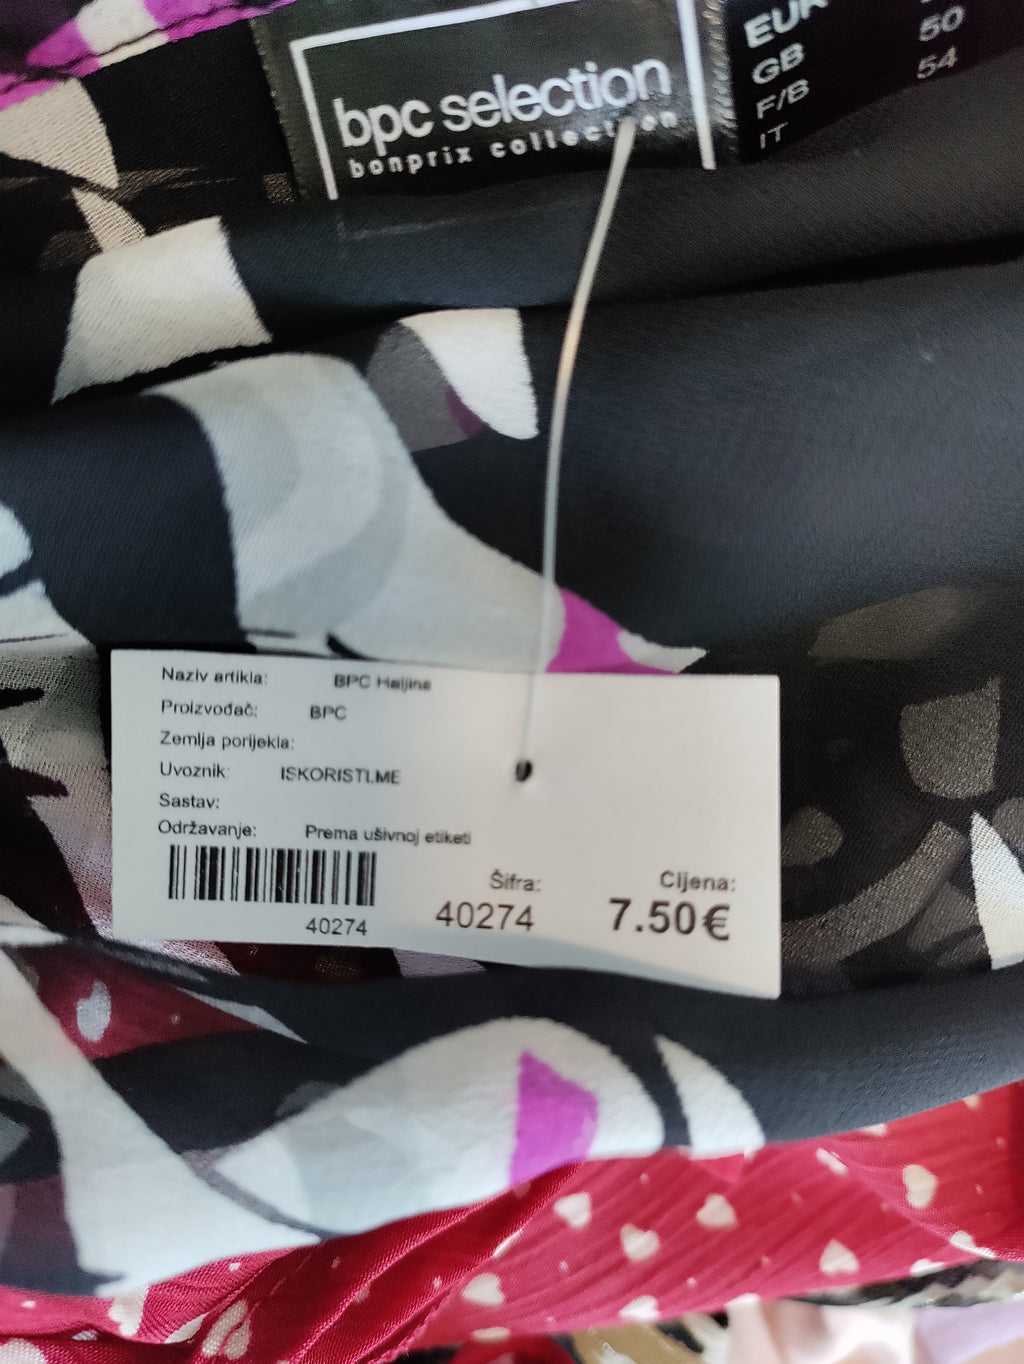 bpc selection
bonprix collection
EUR
GB
F/B 50
IT 54
Naziv artikla: BPC Haljina
Proizvođač: BPC
Zemlja porijekla:
Uvoznik: ISKORISTI.ME
Sastav:
Održavanje: Prema ušivnoj etiketi
40274
Šifra:
40274
Cijena:
7.50€